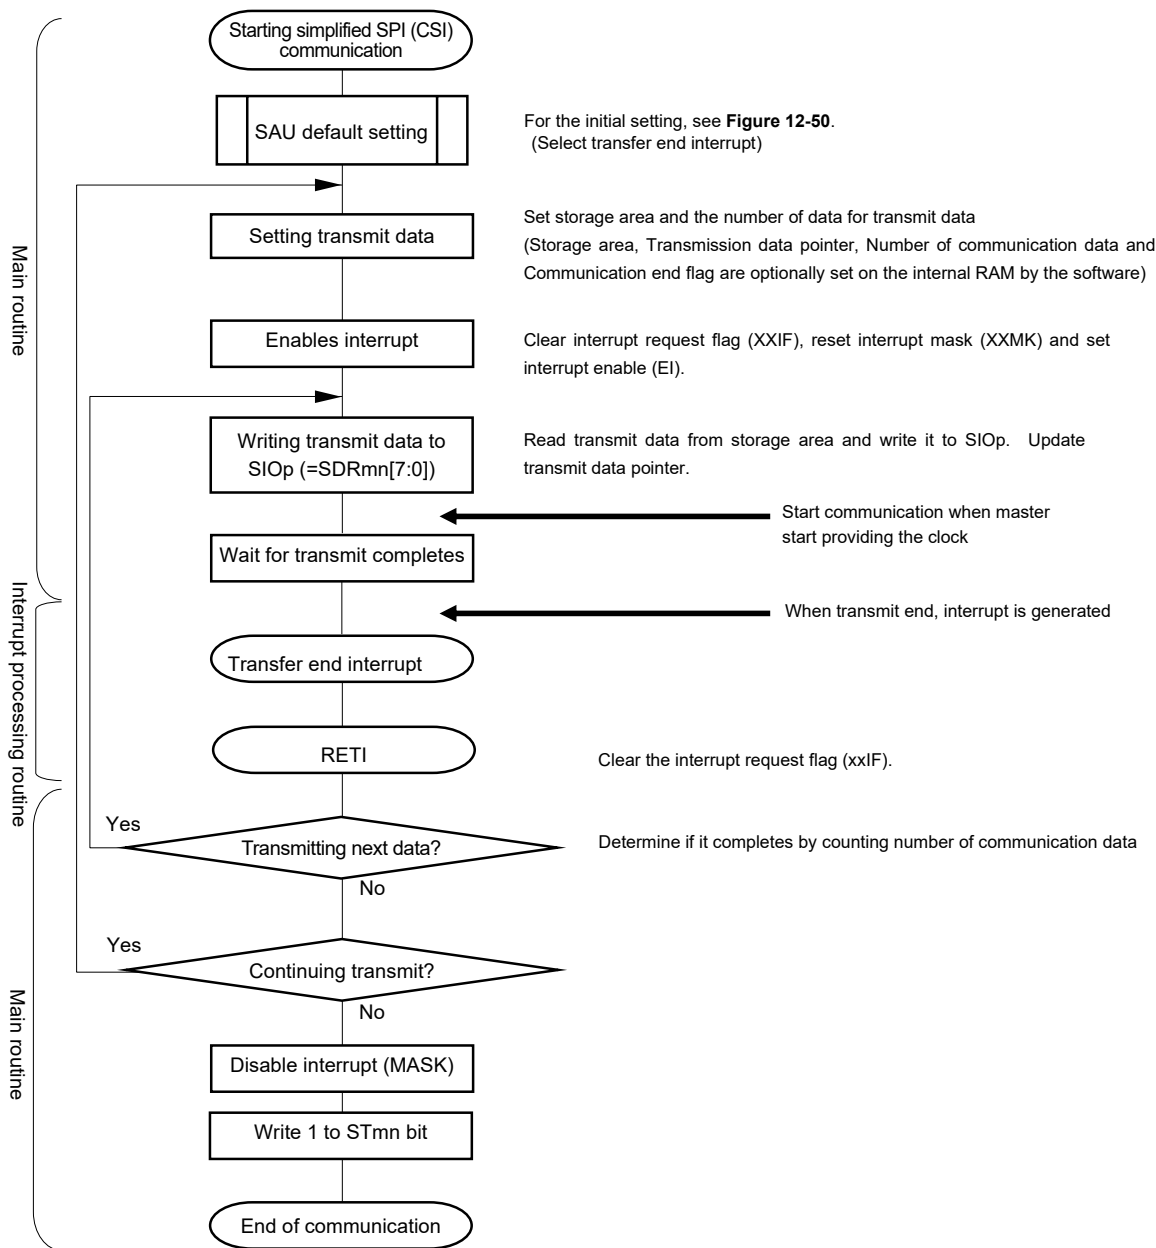 Starting simplified SPI (CSI)
communication
SAU default setting
For the initial setting, see Figure 12-50.
(Select transfer end interrupt)
Main routine
Setting transmit data
Set storage area and the number of data for transmit data
(Storage area, Transmission data pointer, Number of communication data and
Communication end flag are optionally set on the internal RAM by the software)
Enables interrupt
Clear interrupt request flag (XXIF), reset interrupt mask (XXMK) and set
interrupt enable (EI).
Writing transmit data to
SIOp (=SDRmn[7:0])
Read transmit data from storage area and write it to SIOp. Update
transmit data pointer.
Start communication when master
start providing the clock
Wait for transmit completes
Interrupt processing routine
When transmit end, interrupt is generated
Transfer end interrupt
RETI
Clear the interrupt request flag (xxIF).
Main routine
Yes
Transmitting next data?
Determine if it completes by counting number of communication data
No
Yes
Continuing transmit?
No
Disable interrupt (MASK)
Write 1 to STmn bit
End of communication